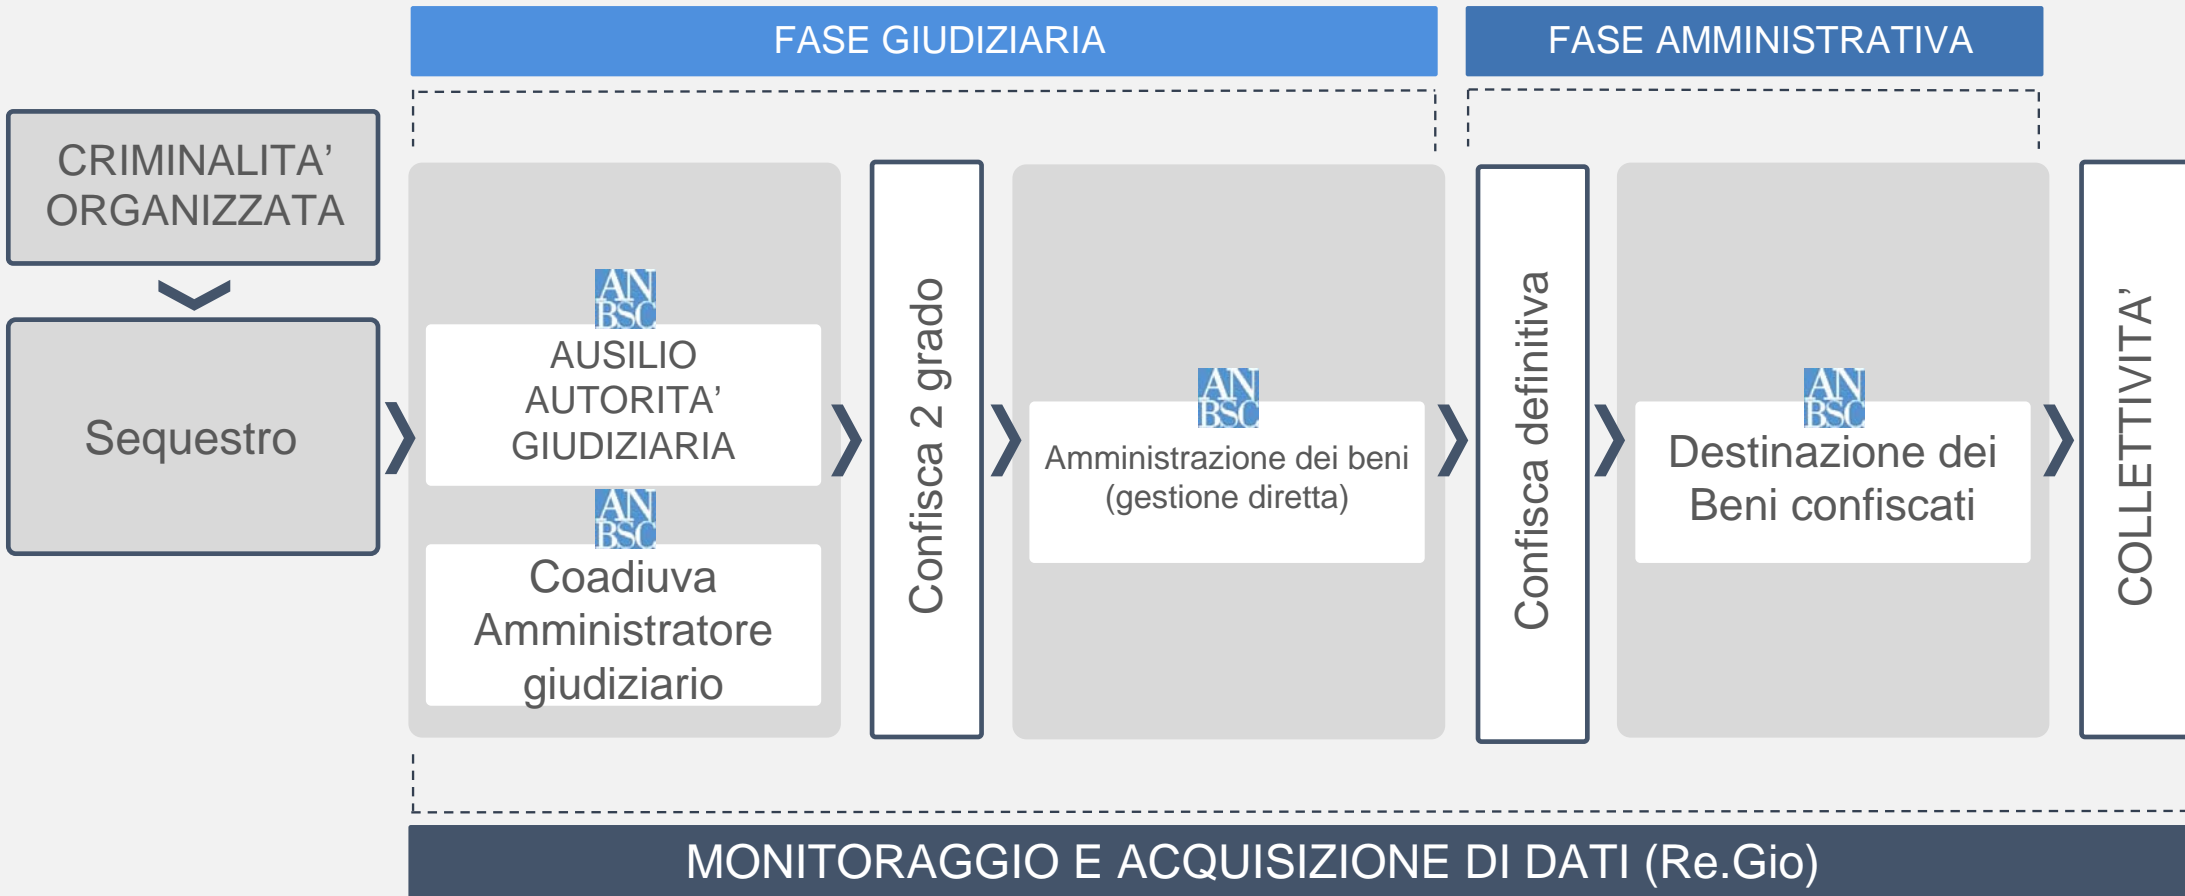 FASE GIUDIZIARIA
FASE AMMINISTRATIVA
CRIMINALITA’
ORGANIZZATA
Sequestro
AN
BSC
AUSILIO
AUTORITA’
GIUDIZIARIA
AN
BSC
Coadiuva
Amministratore
giudiziario
Confisca 2 grado
AN
BSC
Amministrazione dei beni
(gestione diretta)
Confisca definitiva
AN
BSC
Destinazione dei
Beni confiscati
COLLETTIVITA’
MONITORAGGIO E ACQUISIZIONE DI DATI (Re.Gio)